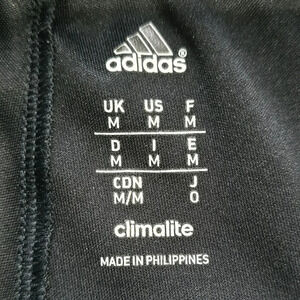 adidas®
UK US F
M M M
D I E
M M M
CDN J
M/M O
climalite
MADE IN PHILIPPINES